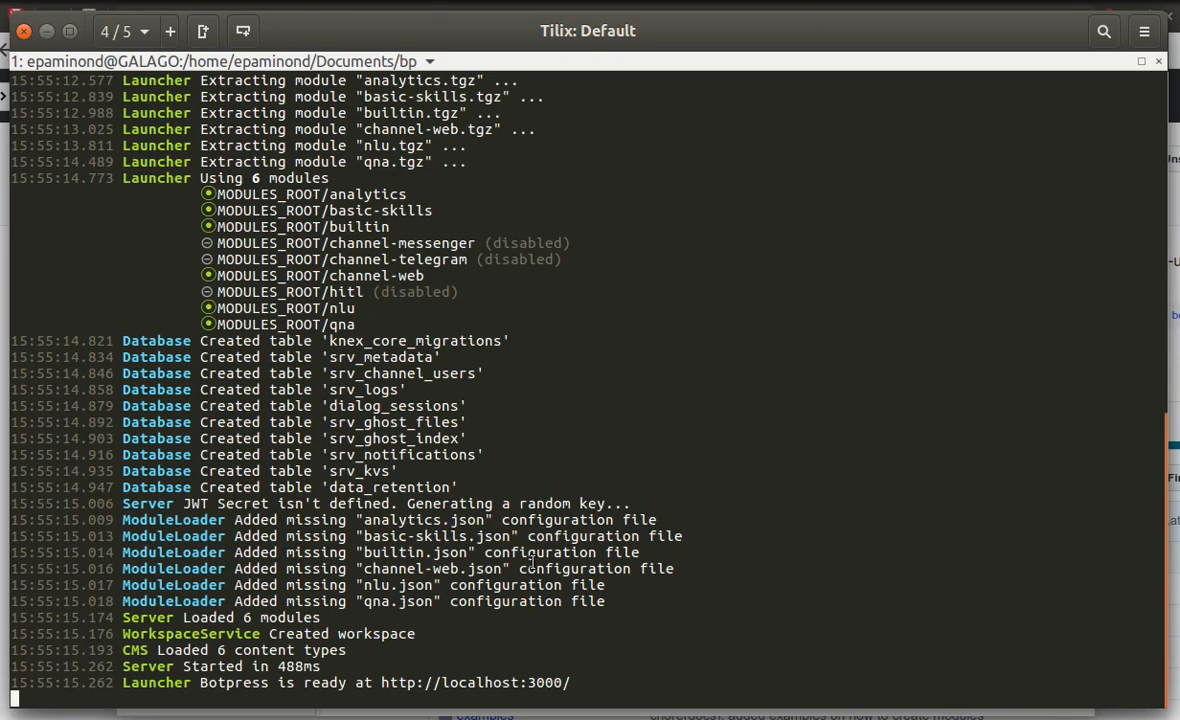 4 / 5
Tilix: Default
1: epaminond@GALAGO:/home/epaminond/Documents/bp
15:55:12.577 Launcher Extracting module "analytics.tgz" ...
15:55:12.839 Launcher Extracting module "basic-skills.tgz" ...
15:55:12.988 Launcher Extracting module "builtin.tgz" ...
15:55:13.025 Launcher Extracting module "channel-web.tgz" ...
15:55:13.811 Launcher Extracting module "nlu.tgz" ...
15:55:14.489 Launcher Extracting module "qna.tgz" ...
15:55:14.773 Launcher Using 6 modules
MODULES_ROOT/analytics
MODULES_ROOT/basic-skills
MODULES_ROOT/builtin
MODULES_ROOT/channel-messenger (disabled)
MODULES_ROOT/channel-telegram (disabled)
MODULES_ROOT/channel-web
MODULES_ROOT/hitl (disabled)
MODULES_ROOT/nlu
MODULES_ROOT/qna
15:55:14.821 Database Created table 'knex_core_migrations'
15:55:14.834 Database Created table 'srv_metadata'
15:55:14.846 Database Created table 'srv_channel_users'
15:55:14.858 Database Created table 'srv_logs'
15:55:14.879 Database Created table 'dialog_sessions'
15:55:14.892 Database Created table 'srv_ghost_files'
15:55:14.903 Database Created table 'srv_ghost_index'
15:55:14.916 Database Created table 'srv_notifications'
15:55:14.935 Database Created table 'srv_kvs'
15:55:14.947 Database Created table 'data_retention'
15:55:15.006 Server JWT Secret isn't defined. Generating a random key...
15:55:15.009 ModuleLoader Added missing "analytics.json" configuration file
15:55:15.013 ModuleLoader Added missing "basic-skills.json" configuration file
15:55:15.014 ModuleLoader Added missing "builtin.json" configuration file
15:55:15.016 ModuleLoader Added missing "channel-web.json" configuration file
15:55:15.017 ModuleLoader Added missing "nlu.json" configuration file
15:55:15.018 ModuleLoader Added missing "qna.json" configuration file
15:55:15.174 Server Loaded 6 modules
15:55:15.176 WorkspaceService Created workspace
15:55:15.193 CMS Loaded 6 content types
15:55:15.262 Server Started in 488ms
15:55:15.262 Launcher Botpress is ready at http://localhost:3000/
examples
added examples on how to create modules